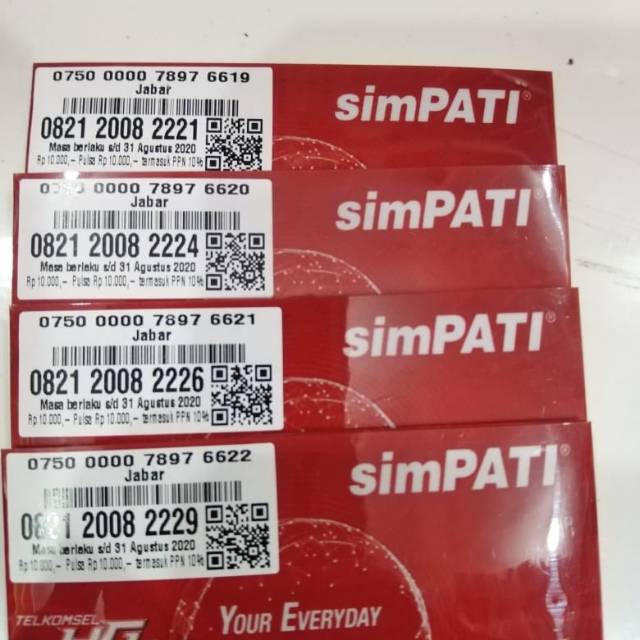 0750 0000 7897 6619
Jabar
0821 2008 2221
Masa berlaku s/d 31 Agustus 2020
Rp 10.000,- Pulsa Rp 10.000,- termasuk PPN 10%
simPATI®
7897 6620
Jabar
0821 2008 2224
Masa berlaku s/d 31 Agustus 2020
Rp 10.000,- Pulsa Rp 10.000,- termasuk PPN 10%
simPATI®
0750 0000 7897 6621
Jabar
0821 2008 2226
Masa berlaku s/d 31 Agustus 2020
Rp 10.000,- Pulsa Rp 10.000,- termasuk PPN 10%
simPATI®
0750 0000 7897 6622
Jabar
0821 2008 2229
Masa berlaku s/d 31 Agustus 2020
Rp 10.000,- Pulsa Rp 10.000,- termasuk PPN 10%
simPATI®
TELKOMSEL
4G
YOUR EVERYDAY